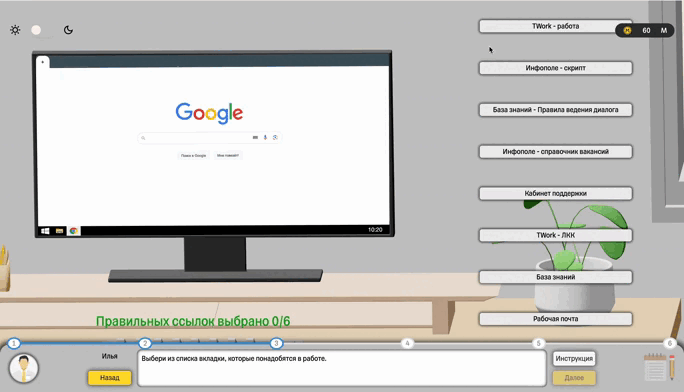 TWork - работа
60 М
Инфополе - скрипт
База знаний - Правила ведения диалога
Инфополе - справочник вакансий
Кабинет поддержки
TWork - ЛКК
База знаний
Рабочая почта
Google
Поиск в Google
Мне повезёт!
10:20
Правильных ссылок выбрано 0/6
1 2 3 4 5 6
Илья
Назад
Выбери из списка вкладки, которые понадобятся в работе.
Инструкция
Далее